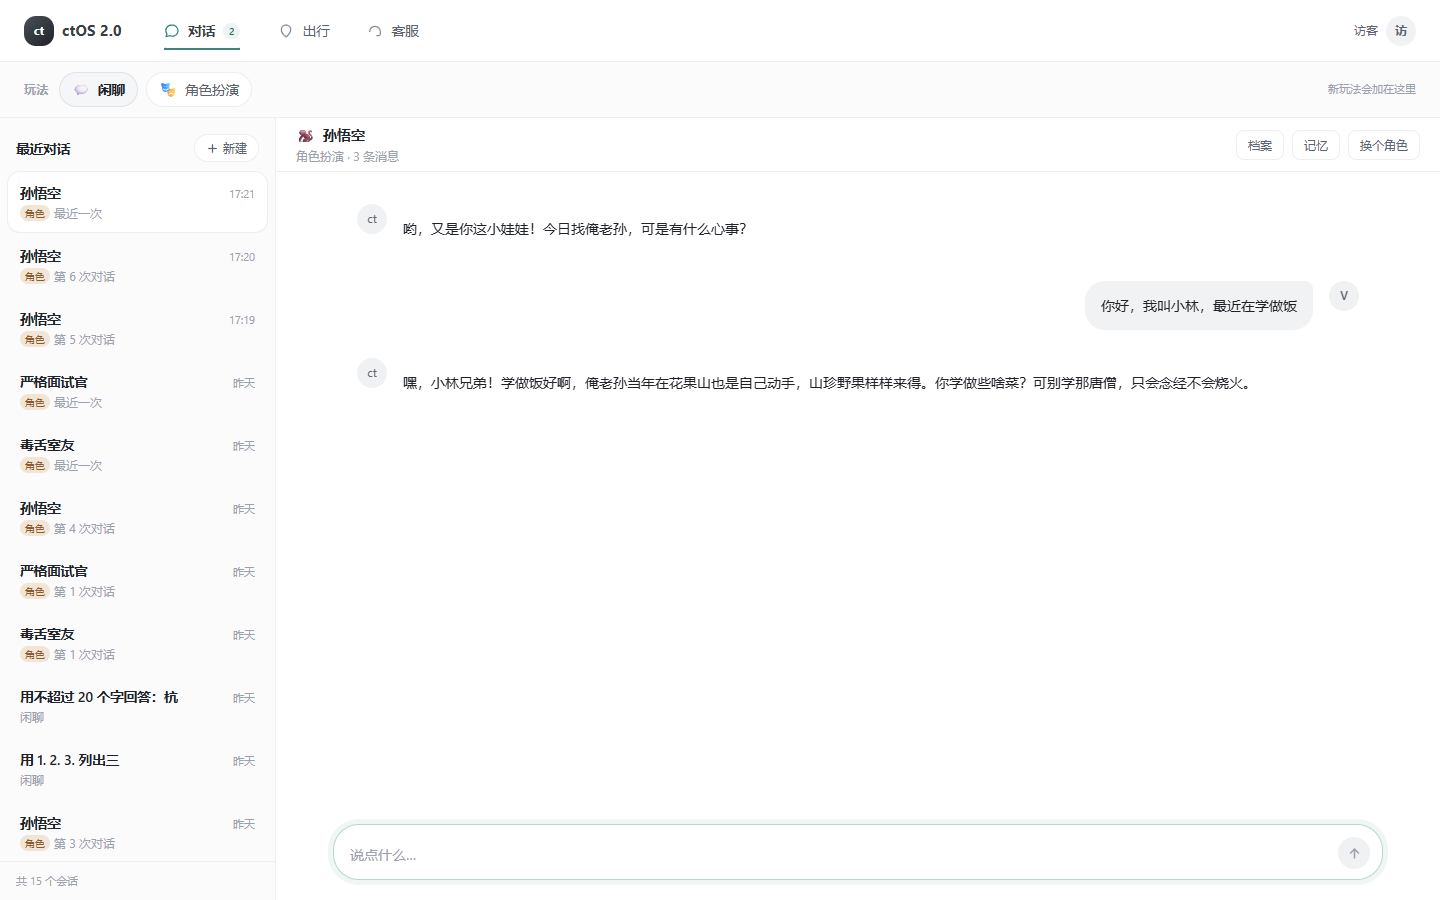 ct ctOS 2.0 对话 2 出行 客服 访客 访
玩法 闲聊 角色扮演 新玩法会加在这里
最近对话 + 新建
孙悟空 17:21
角色 最近一次
孙悟空 17:20
角色 第 6 次对话
孙悟空 17:19
角色 第 5 次对话
严格面试官 昨天
角色 最近一次
毒舌室友 昨天
角色 最近一次
孙悟空 昨天
角色 第 4 次对话
严格面试官 昨天
角色 第 1 次对话
毒舌室友 昨天
角色 第 1 次对话
用不超过 20 个字回答：杭 昨天
闲聊
用 1. 2. 3. 列出三 昨天
闲聊
孙悟空 昨天
角色 第 3 次对话
共 15 个会话
孙悟空
角色扮演 · 3 条消息
档案 记忆 换个角色
ct 哟，又是你这小娃娃！今日找俺老孙，可是有什么心事？
你好，我叫小林，最近在学做饭 V
ct 嘿，小林兄弟！学做饭好啊，俺老孙当年在花果山也是自己动手，山珍野果样样来得。你学做些啥菜？可别学那唐僧，只会念经不会烧火。
说点什么...